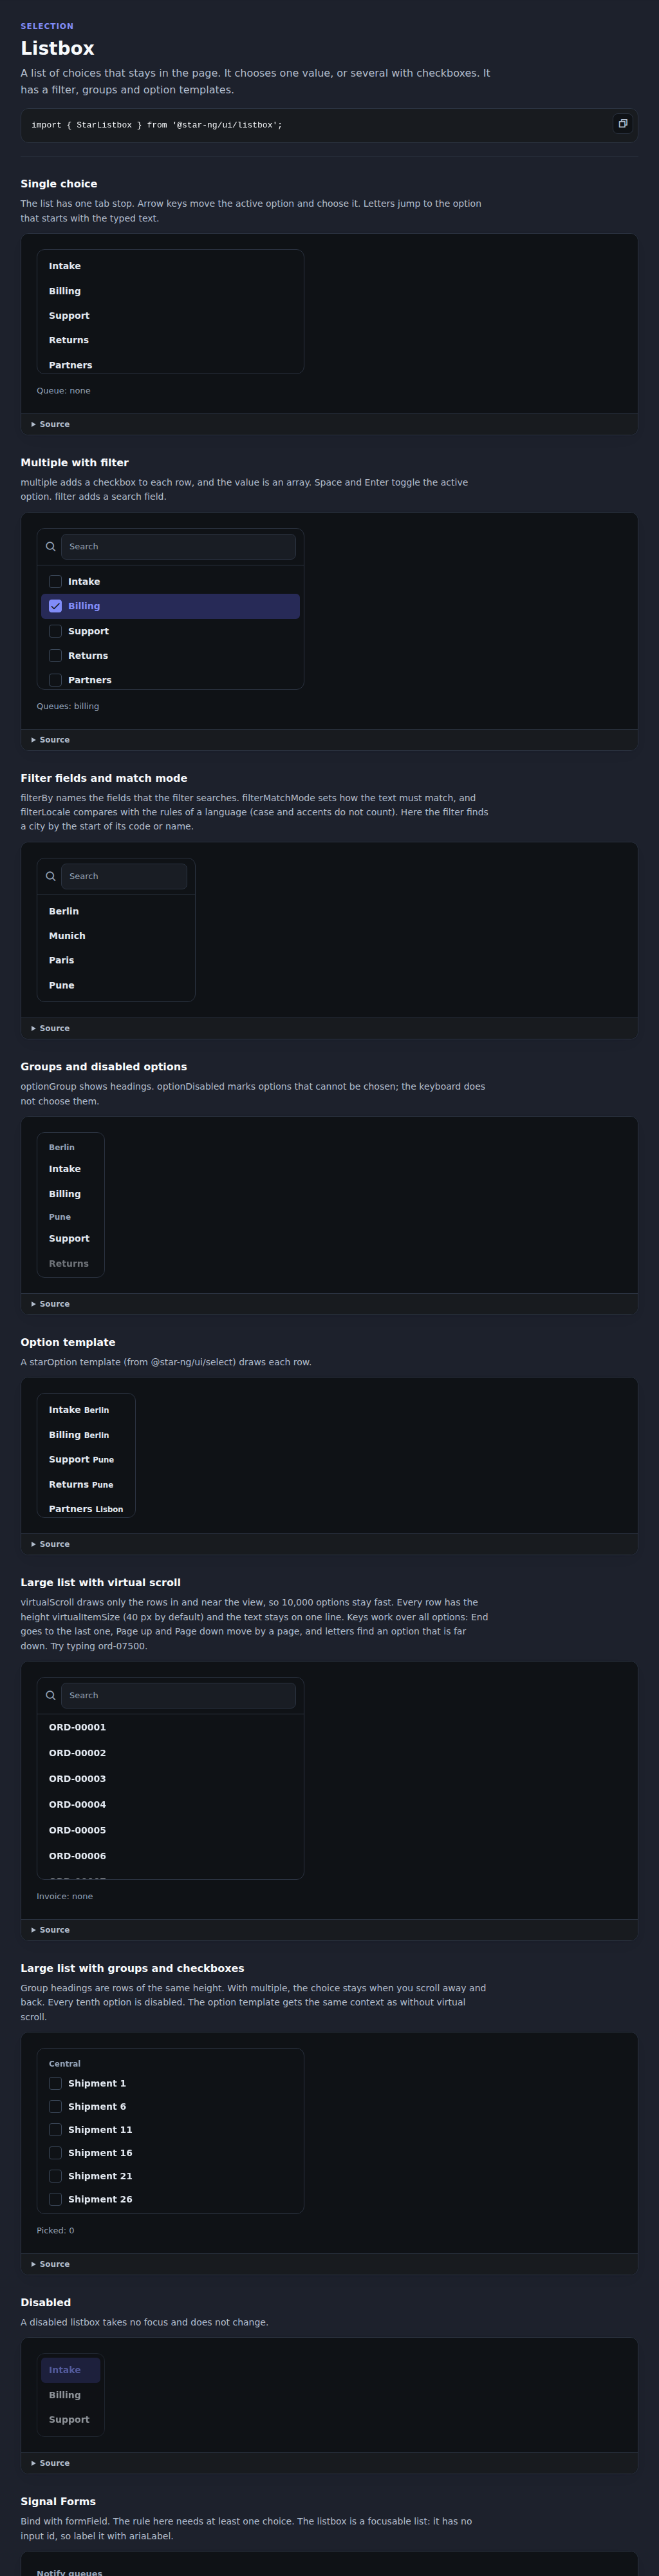 SELECTION
Listbox
A list of choices that stays in the page. It chooses one value, or several with checkboxes. It
has a filter, groups and option templates.
import { StarListbox } from '@star-ng/ui/listbox';
Single choice
The list has one tab stop. Arrow keys move the active option and choose it. Letters jump to the option
that starts with the typed text.
Intake
Billing
Support
Returns
Partners
Queue: none
Source
Multiple with filter
multiple adds a checkbox to each row, and the value is an array. Space and Enter toggle the active
option. filter adds a search field.
Search
Intake
Billing
Support
Returns
Partners
Queues: billing
Source
Filter fields and match mode
filterBy names the fields that the filter searches. filterMatchMode sets how the text must match, and
filterLocale compares with the rules of a language (case and accents do not count). Here the filter finds
a city by the start of its code or name.
Search
Berlin
Munich
Paris
Pune
Source
Groups and disabled options
optionGroup shows headings. optionDisabled marks options that cannot be chosen; the keyboard does
not choose them.
Berlin
Intake
Billing
Pune
Support
Returns
Source
Option template
A starOption template (from @star-ng/ui/select) draws each row.
Intake Berlin
Billing Berlin
Support Pune
Returns Pune
Partners Lisbon
Source
Large list with virtual scroll
virtualScroll draws only the rows in and near the view, so 10,000 options stay fast. Every row has the
height virtualItemSize (40 px by default) and the text stays on one line. Keys work over all options: End
goes to the last one, Page up and Page down move by a page, and letters find an option that is far
down. Try typing ord-07500.
Search
ORD-00001
ORD-00002
ORD-00003
ORD-00004
ORD-00005
ORD-00006
Invoice: none
Source
Large list with groups and checkboxes
Group headings are rows of the same height. With multiple, the choice stays when you scroll away and
back. Every tenth option is disabled. The option template gets the same context as without virtual
scroll.
Central
Shipment 1
Shipment 6
Shipment 11
Shipment 16
Shipment 21
Shipment 26
Picked: 0
Source
Disabled
A disabled listbox takes no focus and does not change.
Intake
Billing
Support
Source
Signal Forms
Bind with formField. The rule here needs at least one choice. The listbox is a focusable list: it has no
input id, so label it with ariaLabel.
Notify queues